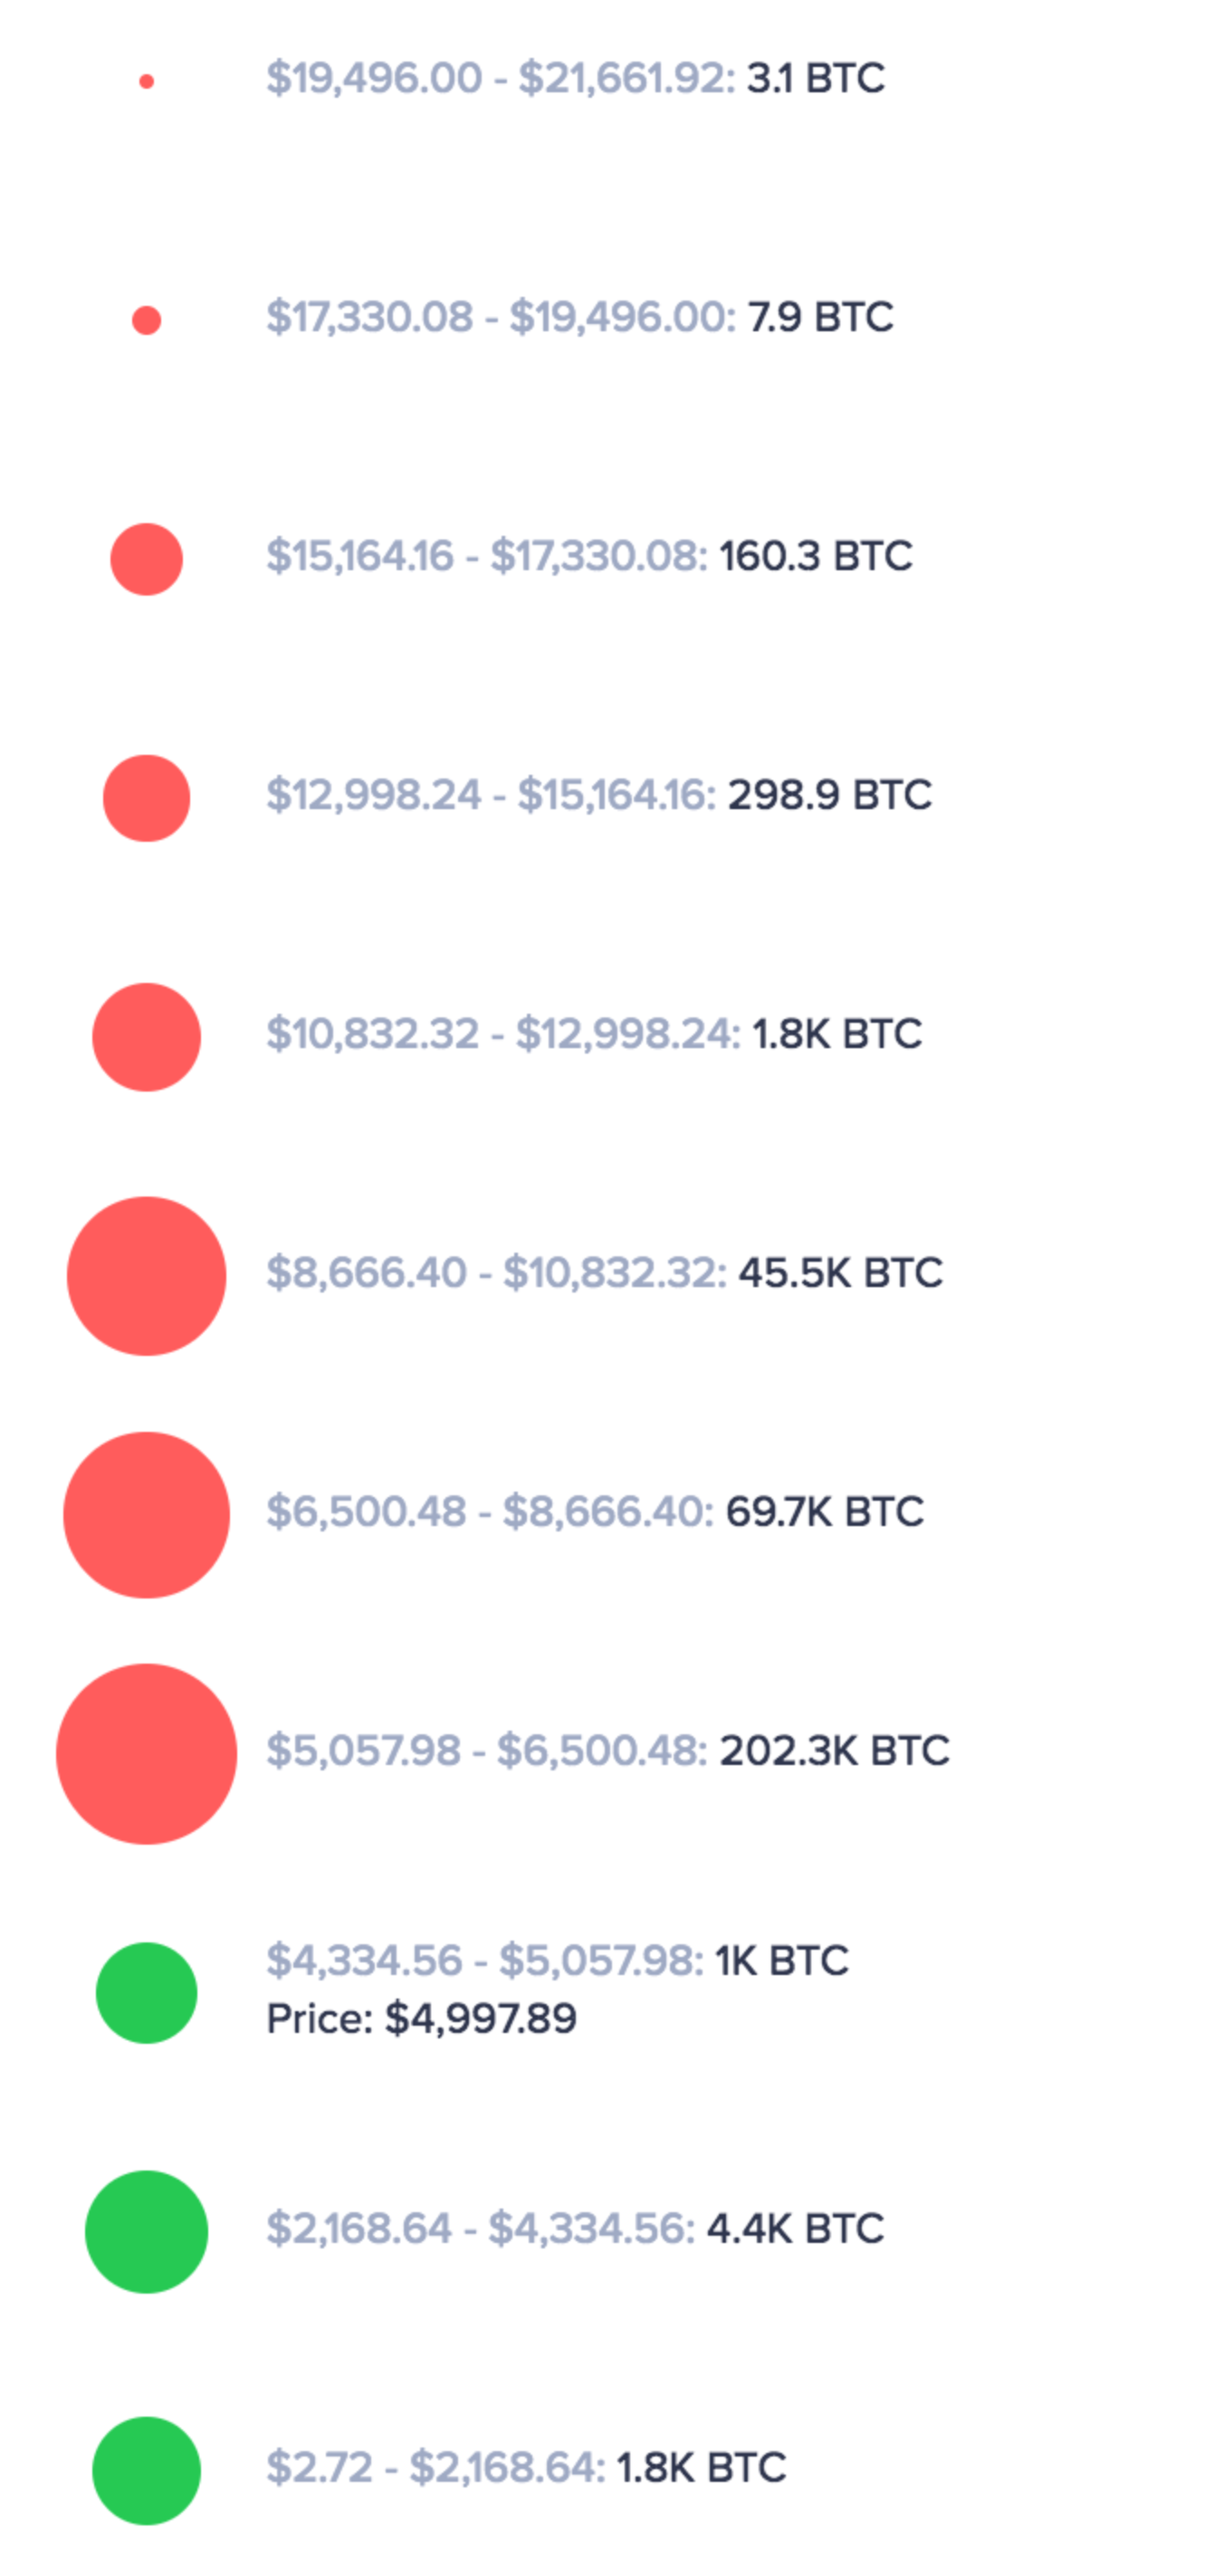 $19,496.00 - $21,661.92: 3.1 BTC
$17,330.08 - $19,496.00: 7.9 BTC
$15,164.16 - $17,330.08: 160.3 BTC
$12,998.24 - $15,164.16: 298.9 BTC
$10,832.32 - $12,998.24: 1.8K BTC
$8,666.40 - $10,832.32: 45.5K BTC
$6,500.48 - $8,666.40: 69.7K BTC
$5,057.98 - $6,500.48: 202.3K BTC
$4,334.56 - $5,057.98: 1K BTC
Price: $4,997.89
$2,168.64 - $4,334.56: 4.4K BTC
$2.72 - $2,168.64: 1.8K BTC